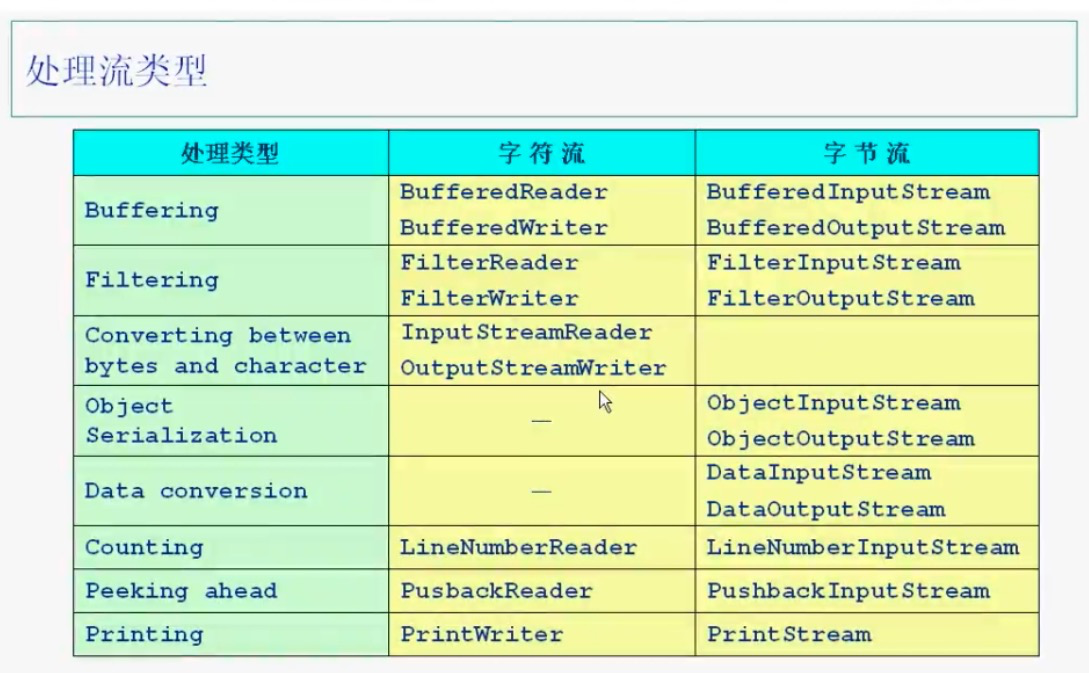 处理流类型
处理类型 字符流 字节流
Buffering BufferedReader BufferedInputStream
BufferedWriter BufferedOutputStream
Filtering FilterReader FilterInputStream
FilterWriter FilterOutputStream
Converting between InputStreamReader
bytes and character OutputStreamWriter
Object — ObjectInputStream
Serialization ObjectOutputStream
Data conversion — DataInputStream
DataOutputStream
Counting LineNumberReader LineNumberInputStream
Peeking ahead PusbackReader PushbackInputStream
Printing PrintWriter PrintStream